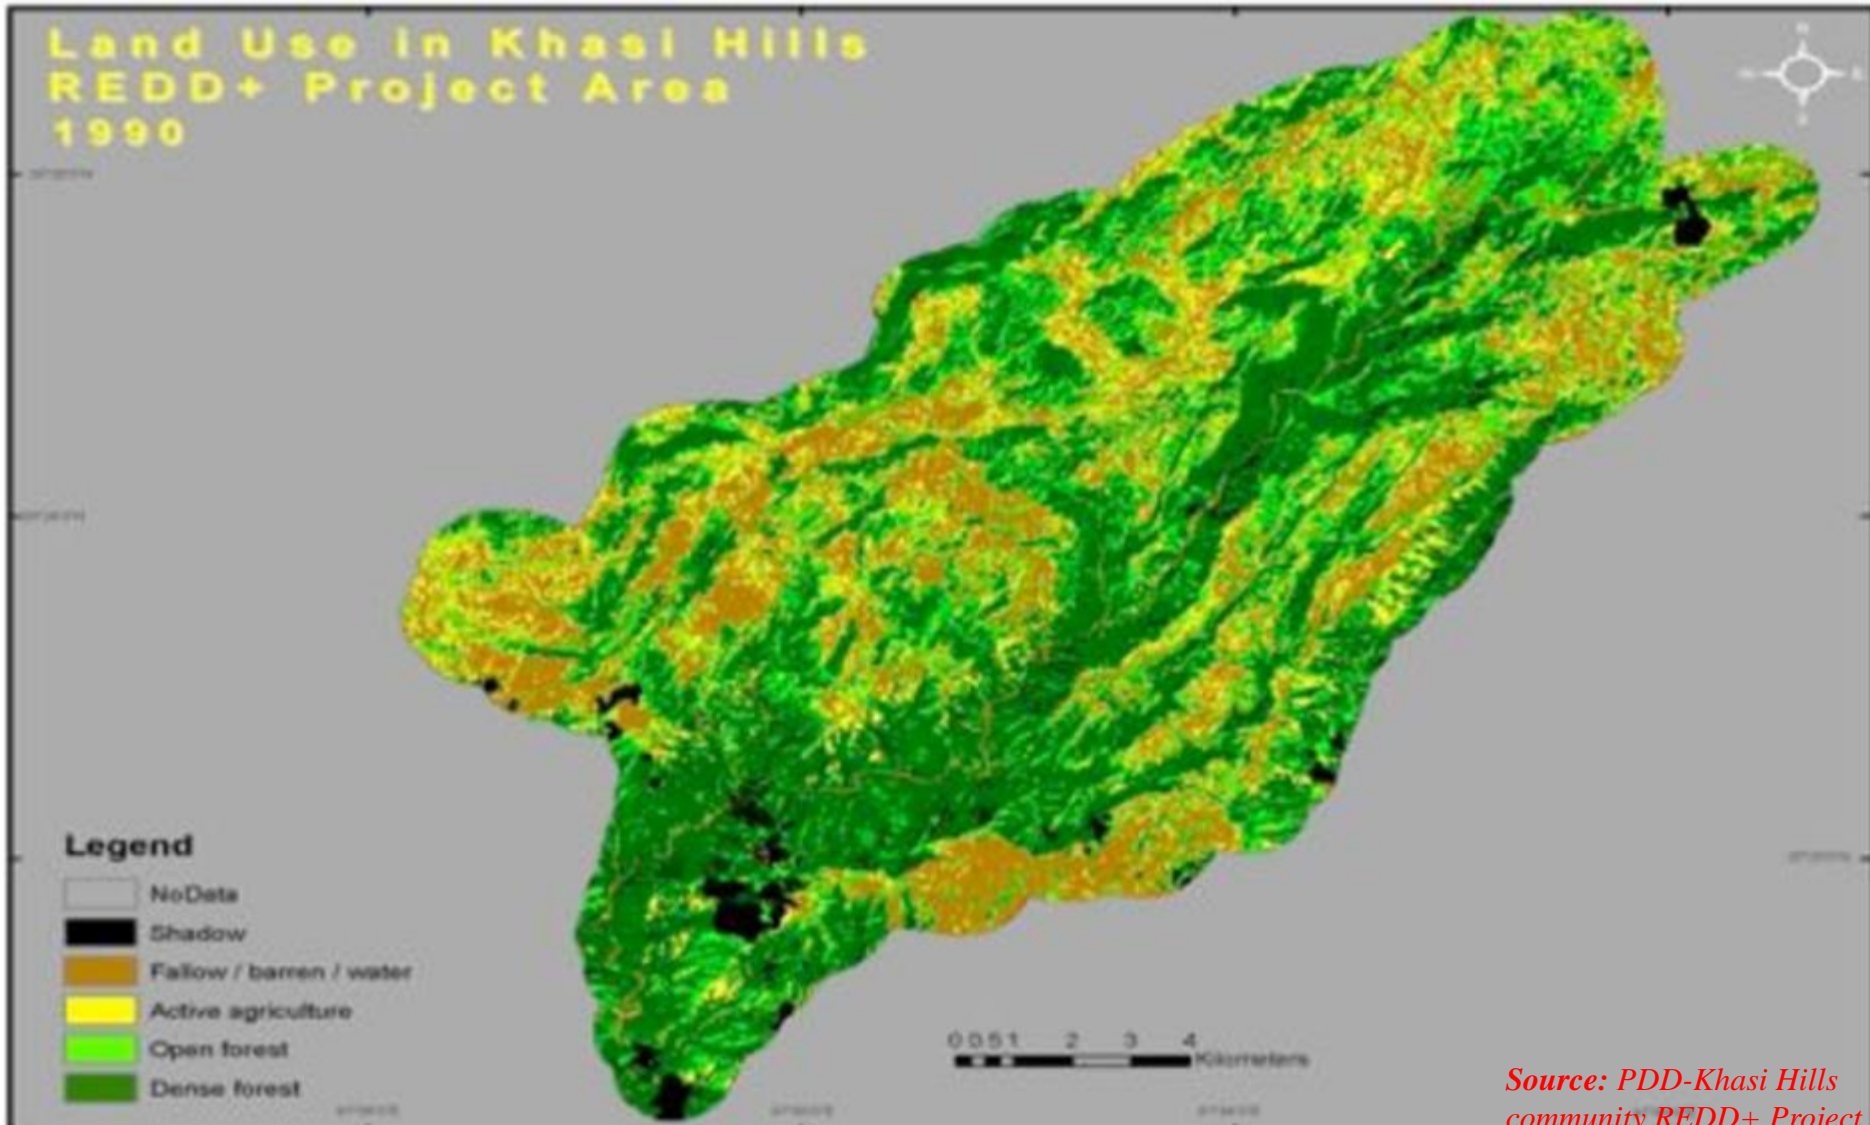 Land Use in Khasi Hills
REDD+ Project Area
1990
Legend
NoData
Shadow
Fallow / barren / water
Active agriculture
Open forest
Dense forest
0 0.5 1 2 3 4
Kilometers
Source: PDD-Khasi Hills
community REDD+ Project